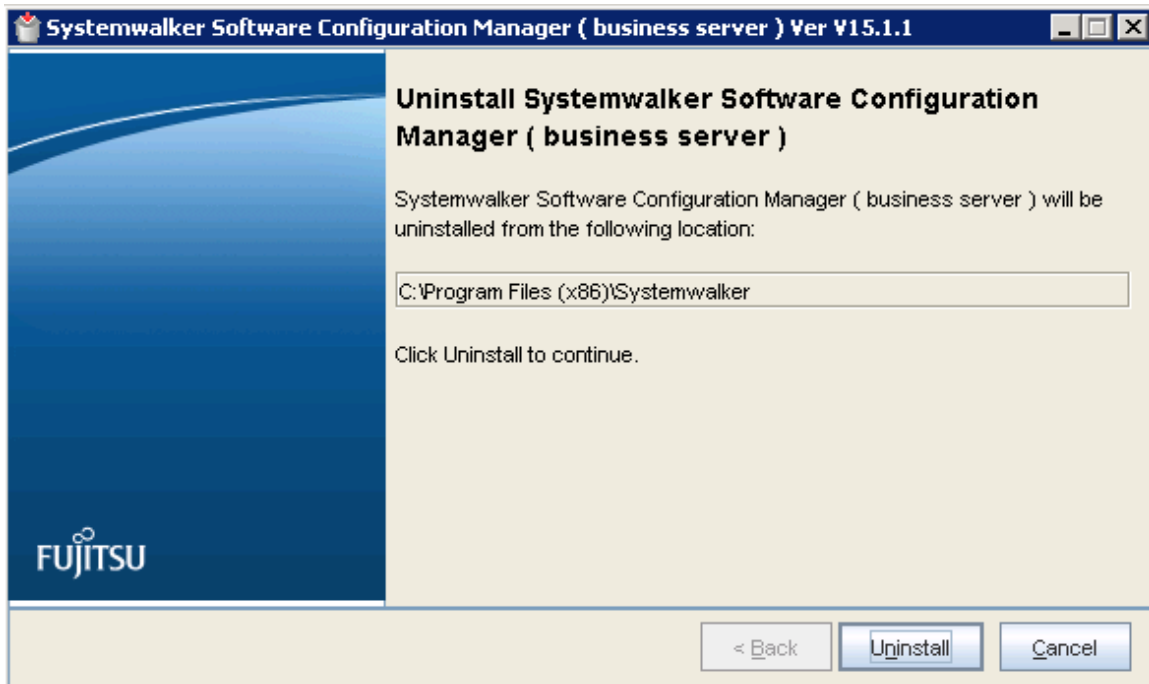 Systemwalker Software Configuration Manager ( business server ) Ver V15.1.1
Uninstall Systemwalker Software Configuration
Manager ( business server )
Systemwalker Software Configuration Manager ( business server ) will be
uninstalled from the following location:
C:\Program Files (x86)\Systemwalker
Click Uninstall to continue.
FUJITSU
< Back
Uninstall
Cancel